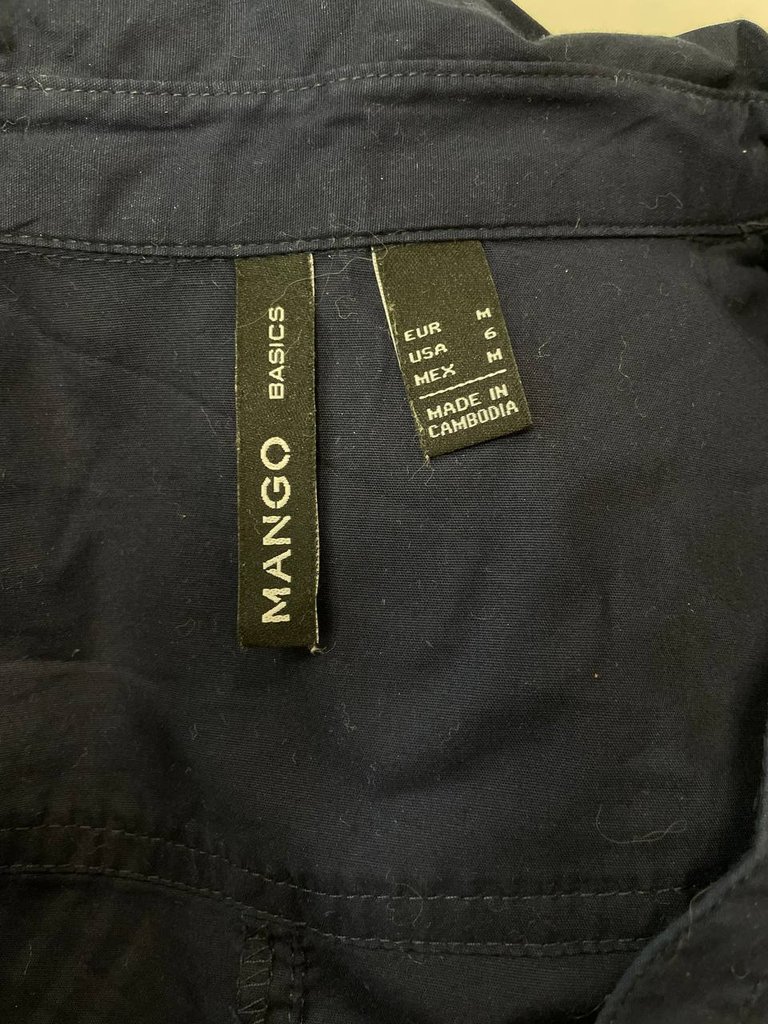 MANGO BASICS
EUR M
USA 6
MEX M
MADE IN
CAMBODIA